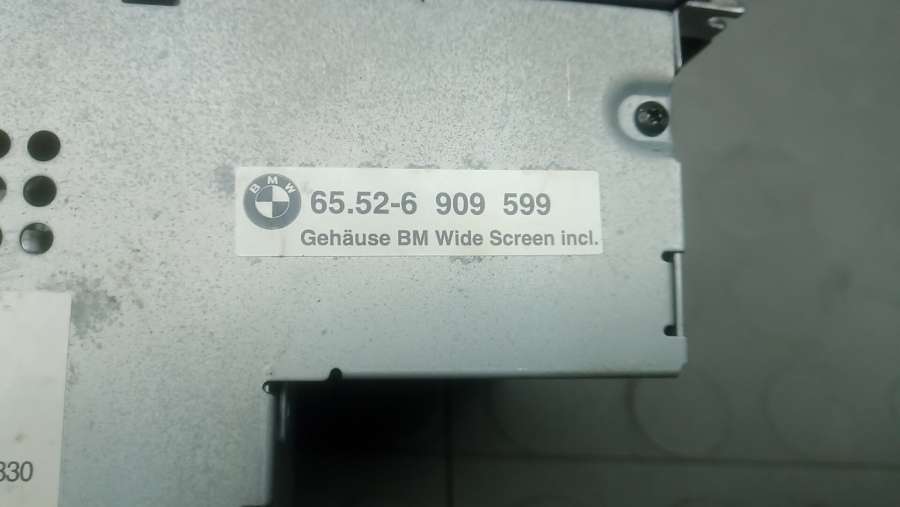 BMW
65.52-6 909 599
Gehäuse BM Wide Screen incl.
330